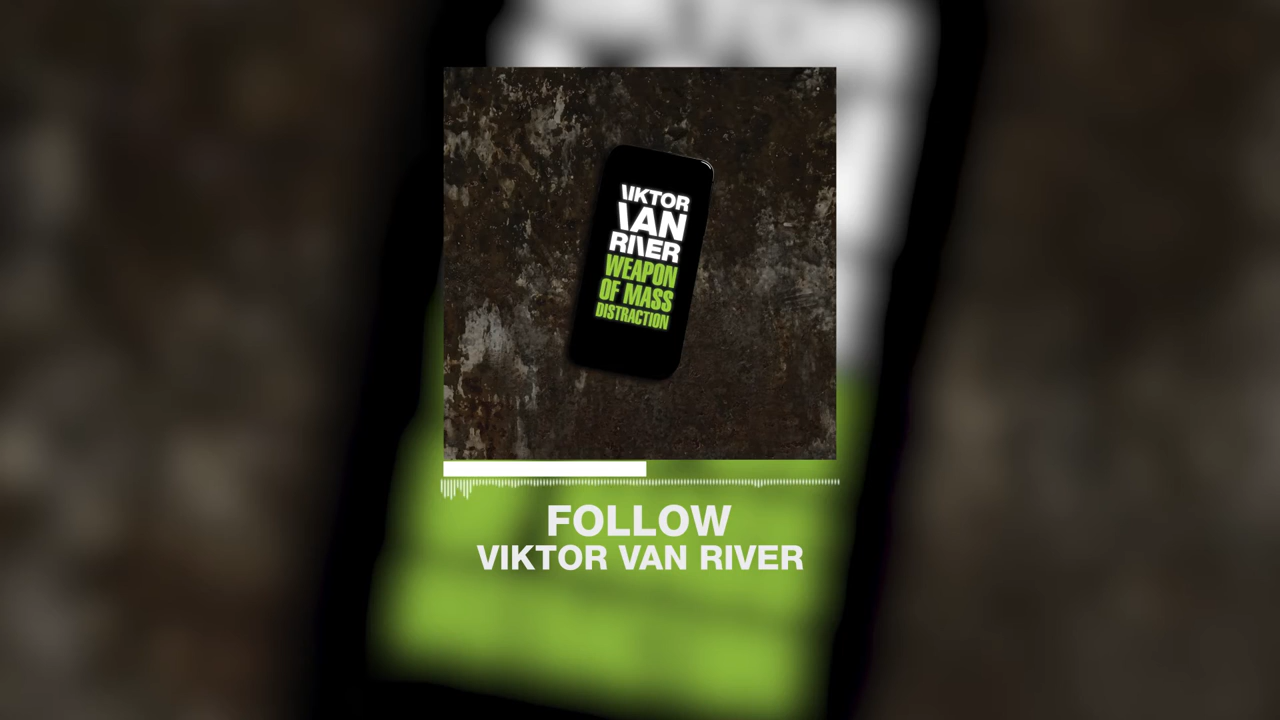 VIKTOR
VAN
RIVER
WEAPON
OF MASS
DISTRACTION
FOLLOW
VIKTOR VAN RIVER